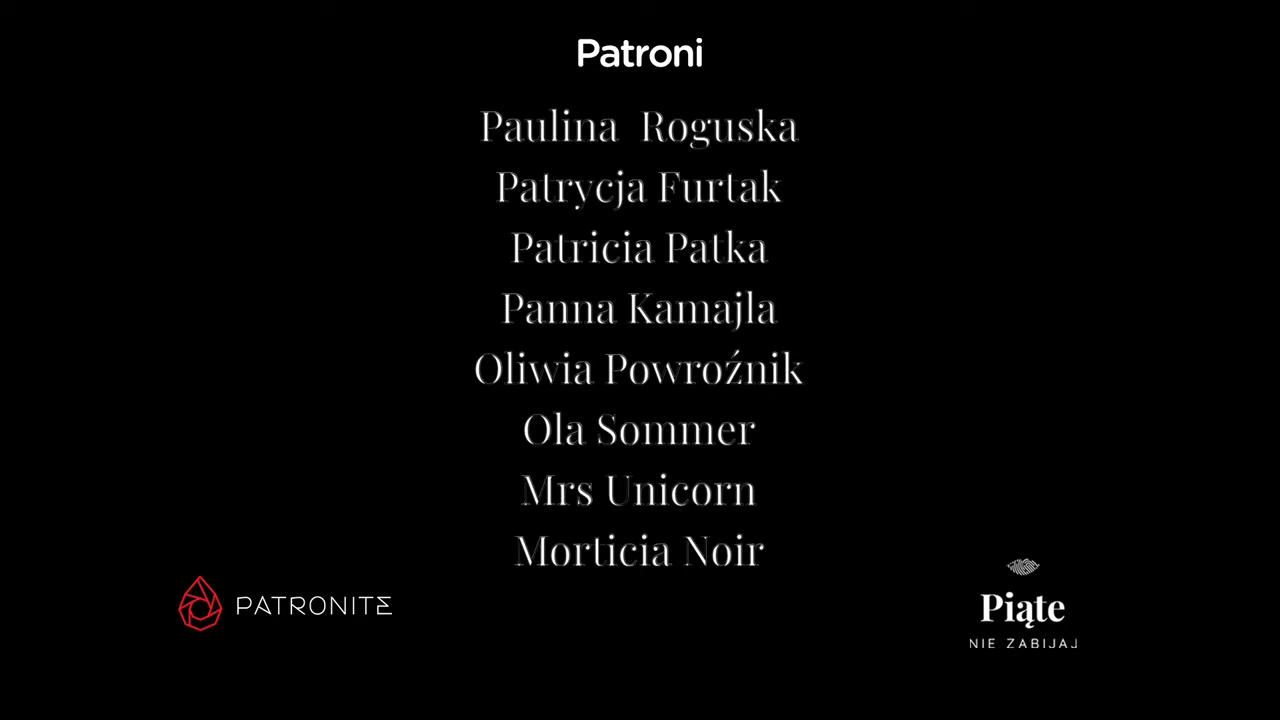 Patroni
Paulina Roguska
Patrycja Furtak
Patricia Patka
Panna Kamajla
Oliwia Powroźnik
Ola Sommer
Mrs Unicorn
Morticia Noir
PATRONITE
Piąte
NIE ZABIJAJ